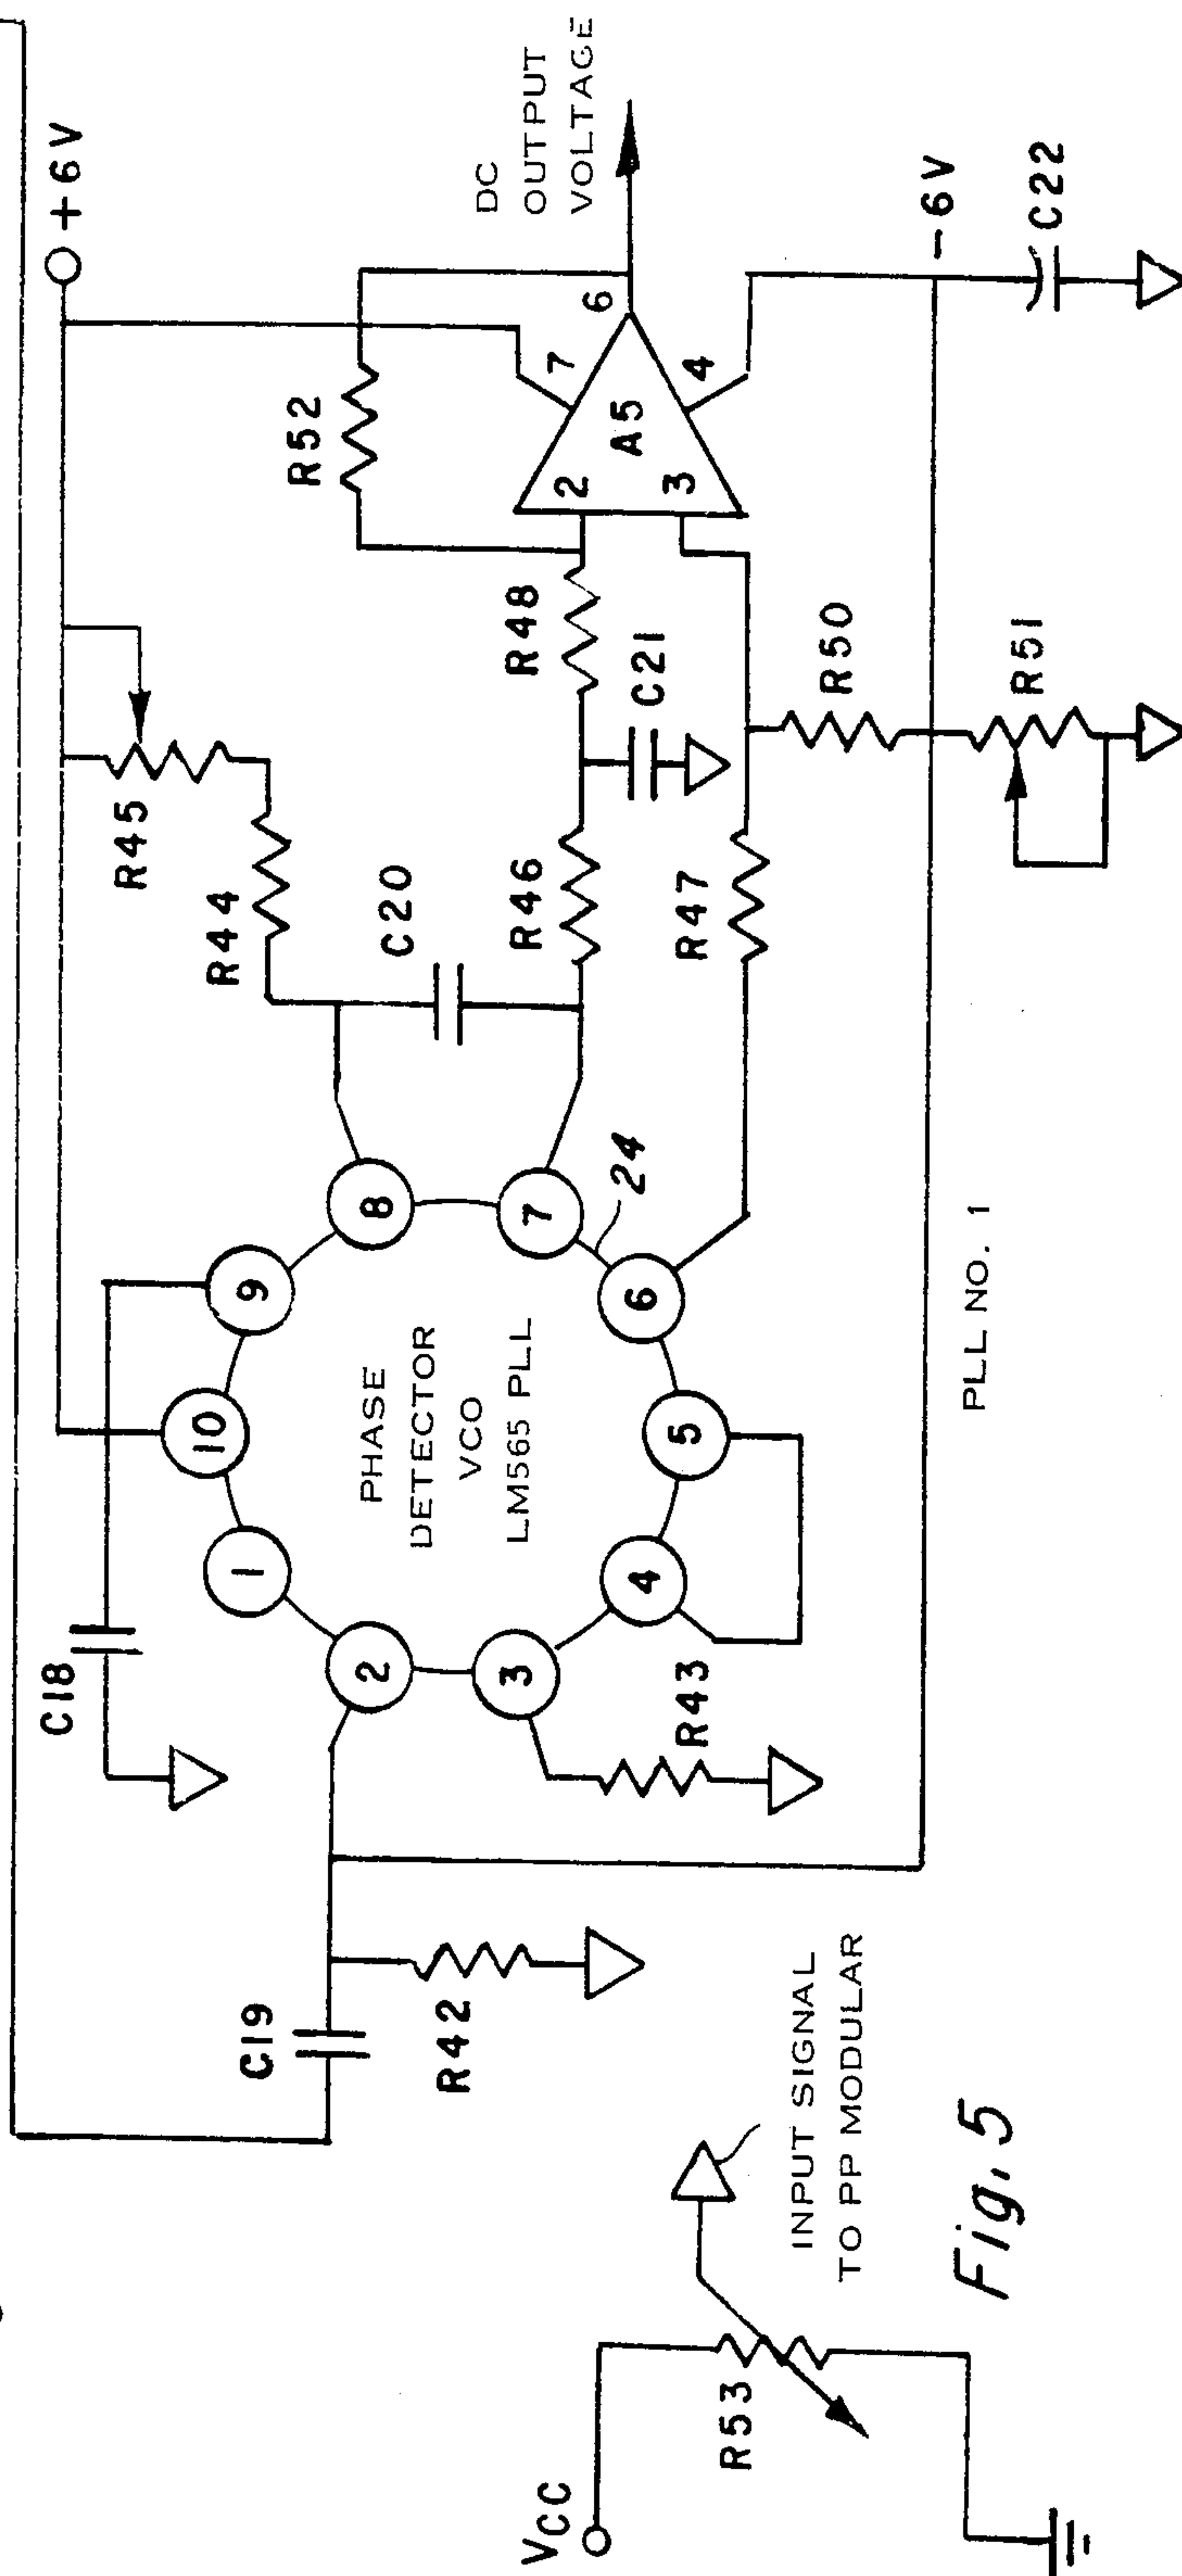 +6V
DC
OUTPUT
VOLTAGE
C18
R45
R52
R44
C20
7
6
2
A5
3
4
10
9
1
8
2
7
3
6
4
5
PHASE
DETECTOR
VCO
LM565 PLL
24
R46
R48
C21
R47
R50
C19
R42
R43
-6V
R51
C22
PLL NO. 1
VCC
R53
INPUT SIGNAL
TO PP MODULAR
Fig. 5